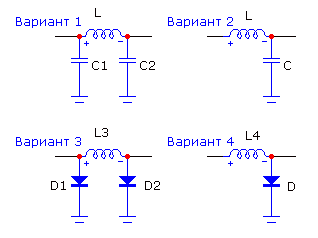 Вариант 1
L
Вариант 2
L
+
-
+
-
C1
C2
C
Вариант 3
L3
Вариант 4
L4
+
-
+
-
D1
D2
D